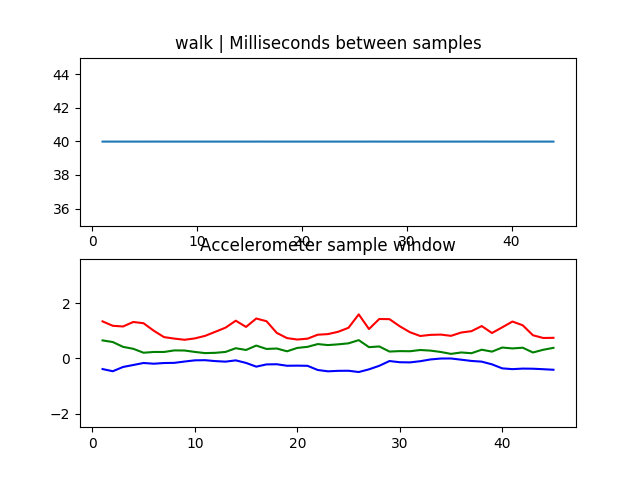 walk | Milliseconds between samples
44
42
40
38
36
0 10 20 30 40
Accelerometer sample window
2
0
−2
0 10 20 30 40